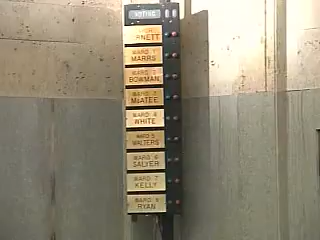 VOTING
RNETT
WARD 1
MARRS
WARD 2
BOWMAN
WARD 3
McATEE
WARD 4
WHITE
WARD 5
WALTERS
WARD 6
SALYER
WARD 7
KELLY
WARD 8
RYAN